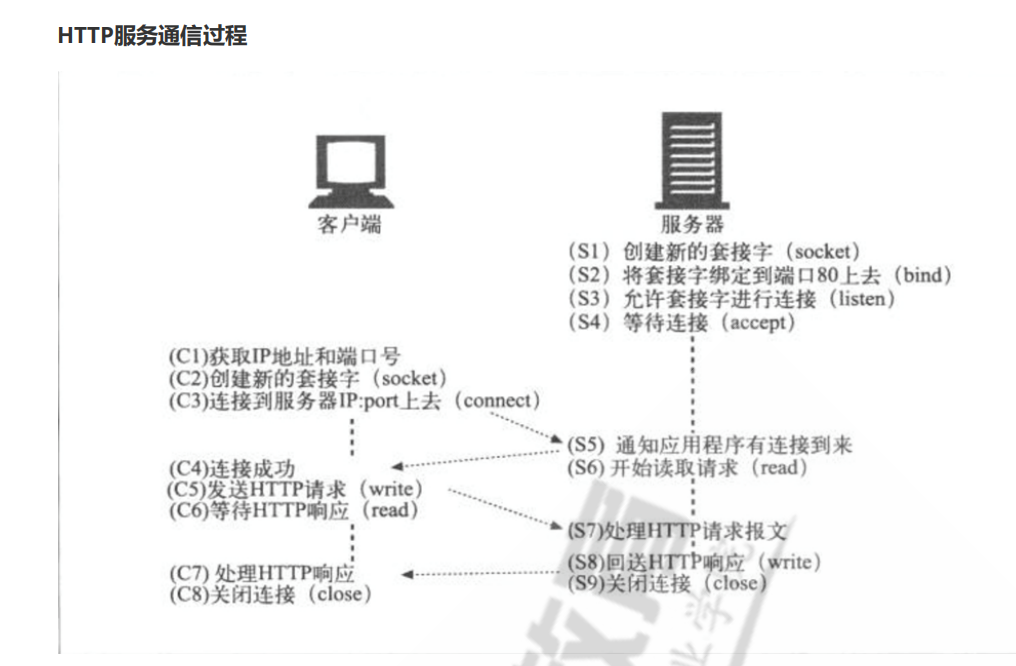 HTTP服务通信过程
客户端
服务器
(S1) 创建新的套接字（socket）
(S2) 将套接字绑定到端口80上去（bind）
(S3) 允许套接字进行连接（listen）
(S4) 等待连接（accept）
(C1)获取IP地址和端口号
(C2)创建新的套接字（socket）
(C3)连接到服务器IP:port上去（connect）
(S5) 通知应用程序有连接到来
(S6) 开始读取请求（read）
(C4)连接成功
(C5)发送HTTP请求（write）
(C6)等待HTTP响应（read）
(S7)处理HTTP请求报文
(S8)回送HTTP响应（write）
(S9)关闭连接（close）
(C7) 处理HTTP响应
(C8)关闭连接（close）